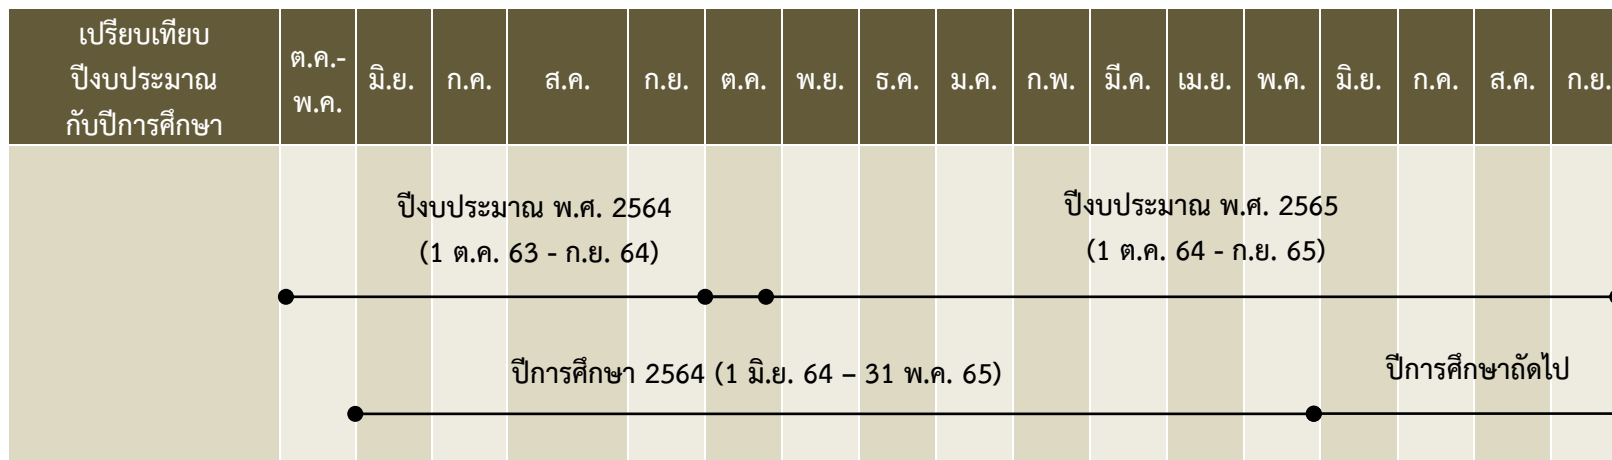 เปรียบเทียบ
ปีงบประมาณ
กับปีการศึกษา
ต.ค.-
พ.ค.
มิ.ย.
ก.ค.
ส.ค.
ก.ย.
ต.ค.
พ.ย.
ธ.ค.
ม.ค.
ก.พ.
มี.ค.
เม.ย.
พ.ค.
มิ.ย.
ก.ค.
ส.ค.
ก.ย.
ปีงบประมาณ พ.ศ. 2564
(1 ต.ค. 63 - ก.ย. 64)
ปีงบประมาณ พ.ศ. 2565
(1 ต.ค. 64 - ก.ย. 65)
ปีการศึกษา 2564 (1 มิ.ย. 64 – 31 พ.ค. 65)
ปีการศึกษาถัดไป